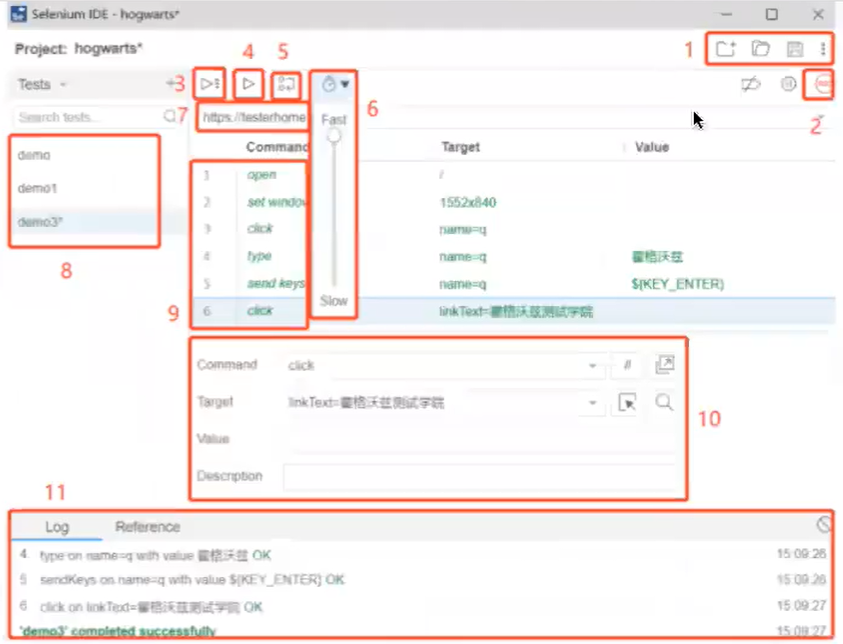 Selenium IDE - hogwarts*
Project: hogwarts*
1
4
5
Tests
3
2
Search tests...
7
https://testerhome
Fast
6
Command
Target
Value
demo
1 open /
demo1
2 set window 1552x840
demo3*
3 click name=q
4 type name=q 霍格沃兹
8
5 send keys name=q ${KEY_ENTER}
Slow
9
6 click linkText=霍格沃兹测试学院
Command click //
Target linkText=霍格沃兹测试学院
10
Value
Description
11
Log Reference
4 type on name=q with value 霍格沃兹 OK 15:09:26
5 sendKeys on name=q with value ${KEY_ENTER} OK 15:09:26
6 click on linkText=霍格沃兹测试学院 OK 15:09:27
'demo3' completed successfully 15:09:27